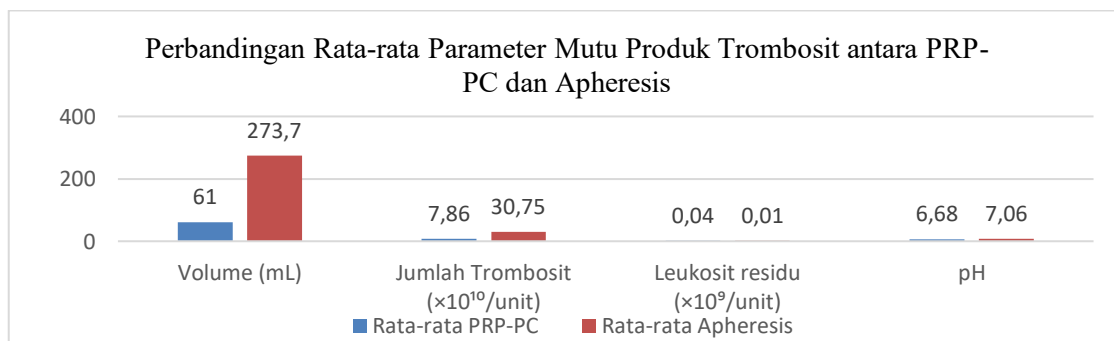 Perbandingan Rata-rata Parameter Mutu Produk Trombosit antara PRP-
PC dan Apheresis
400
200
0
61
273,7
7,86
30,75
0,04
0,01
6,68
7,06
Volume (mL)
Jumlah Trombosit
(×10¹⁰/unit)
Leukosit residu
(×10⁹/unit)
pH
Rata-rata PRP-PC
Rata-rata Apheresis